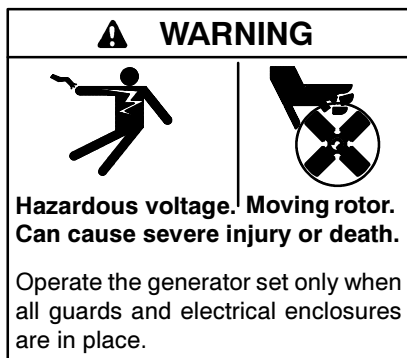 WARNING
Hazardous voltage. Moving rotor.
Can cause severe injury or death.
Operate the generator set only when
all guards and electrical enclosures
are in place.